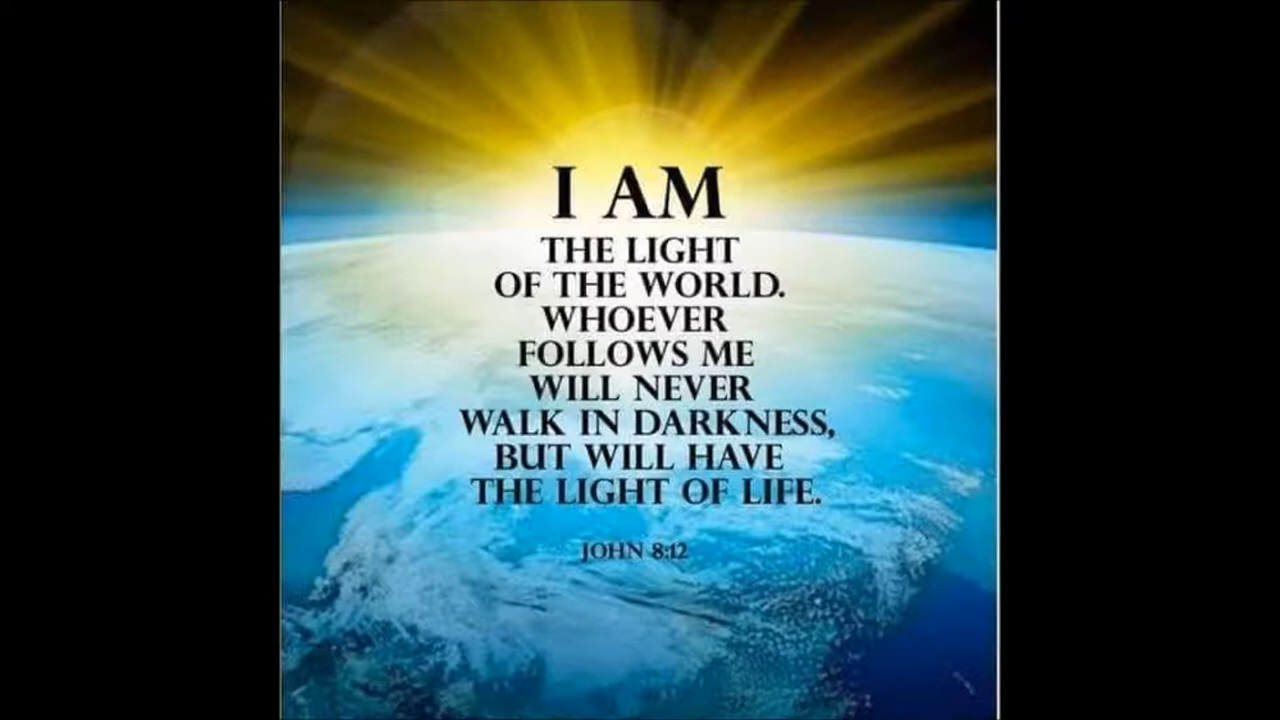 I AM
THE LIGHT
OF THE WORLD.
WHOEVER
FOLLOWS ME
WILL NEVER
WALK IN DARKNESS,
BUT WILL HAVE
THE LIGHT OF LIFE.
JOHN 8:12